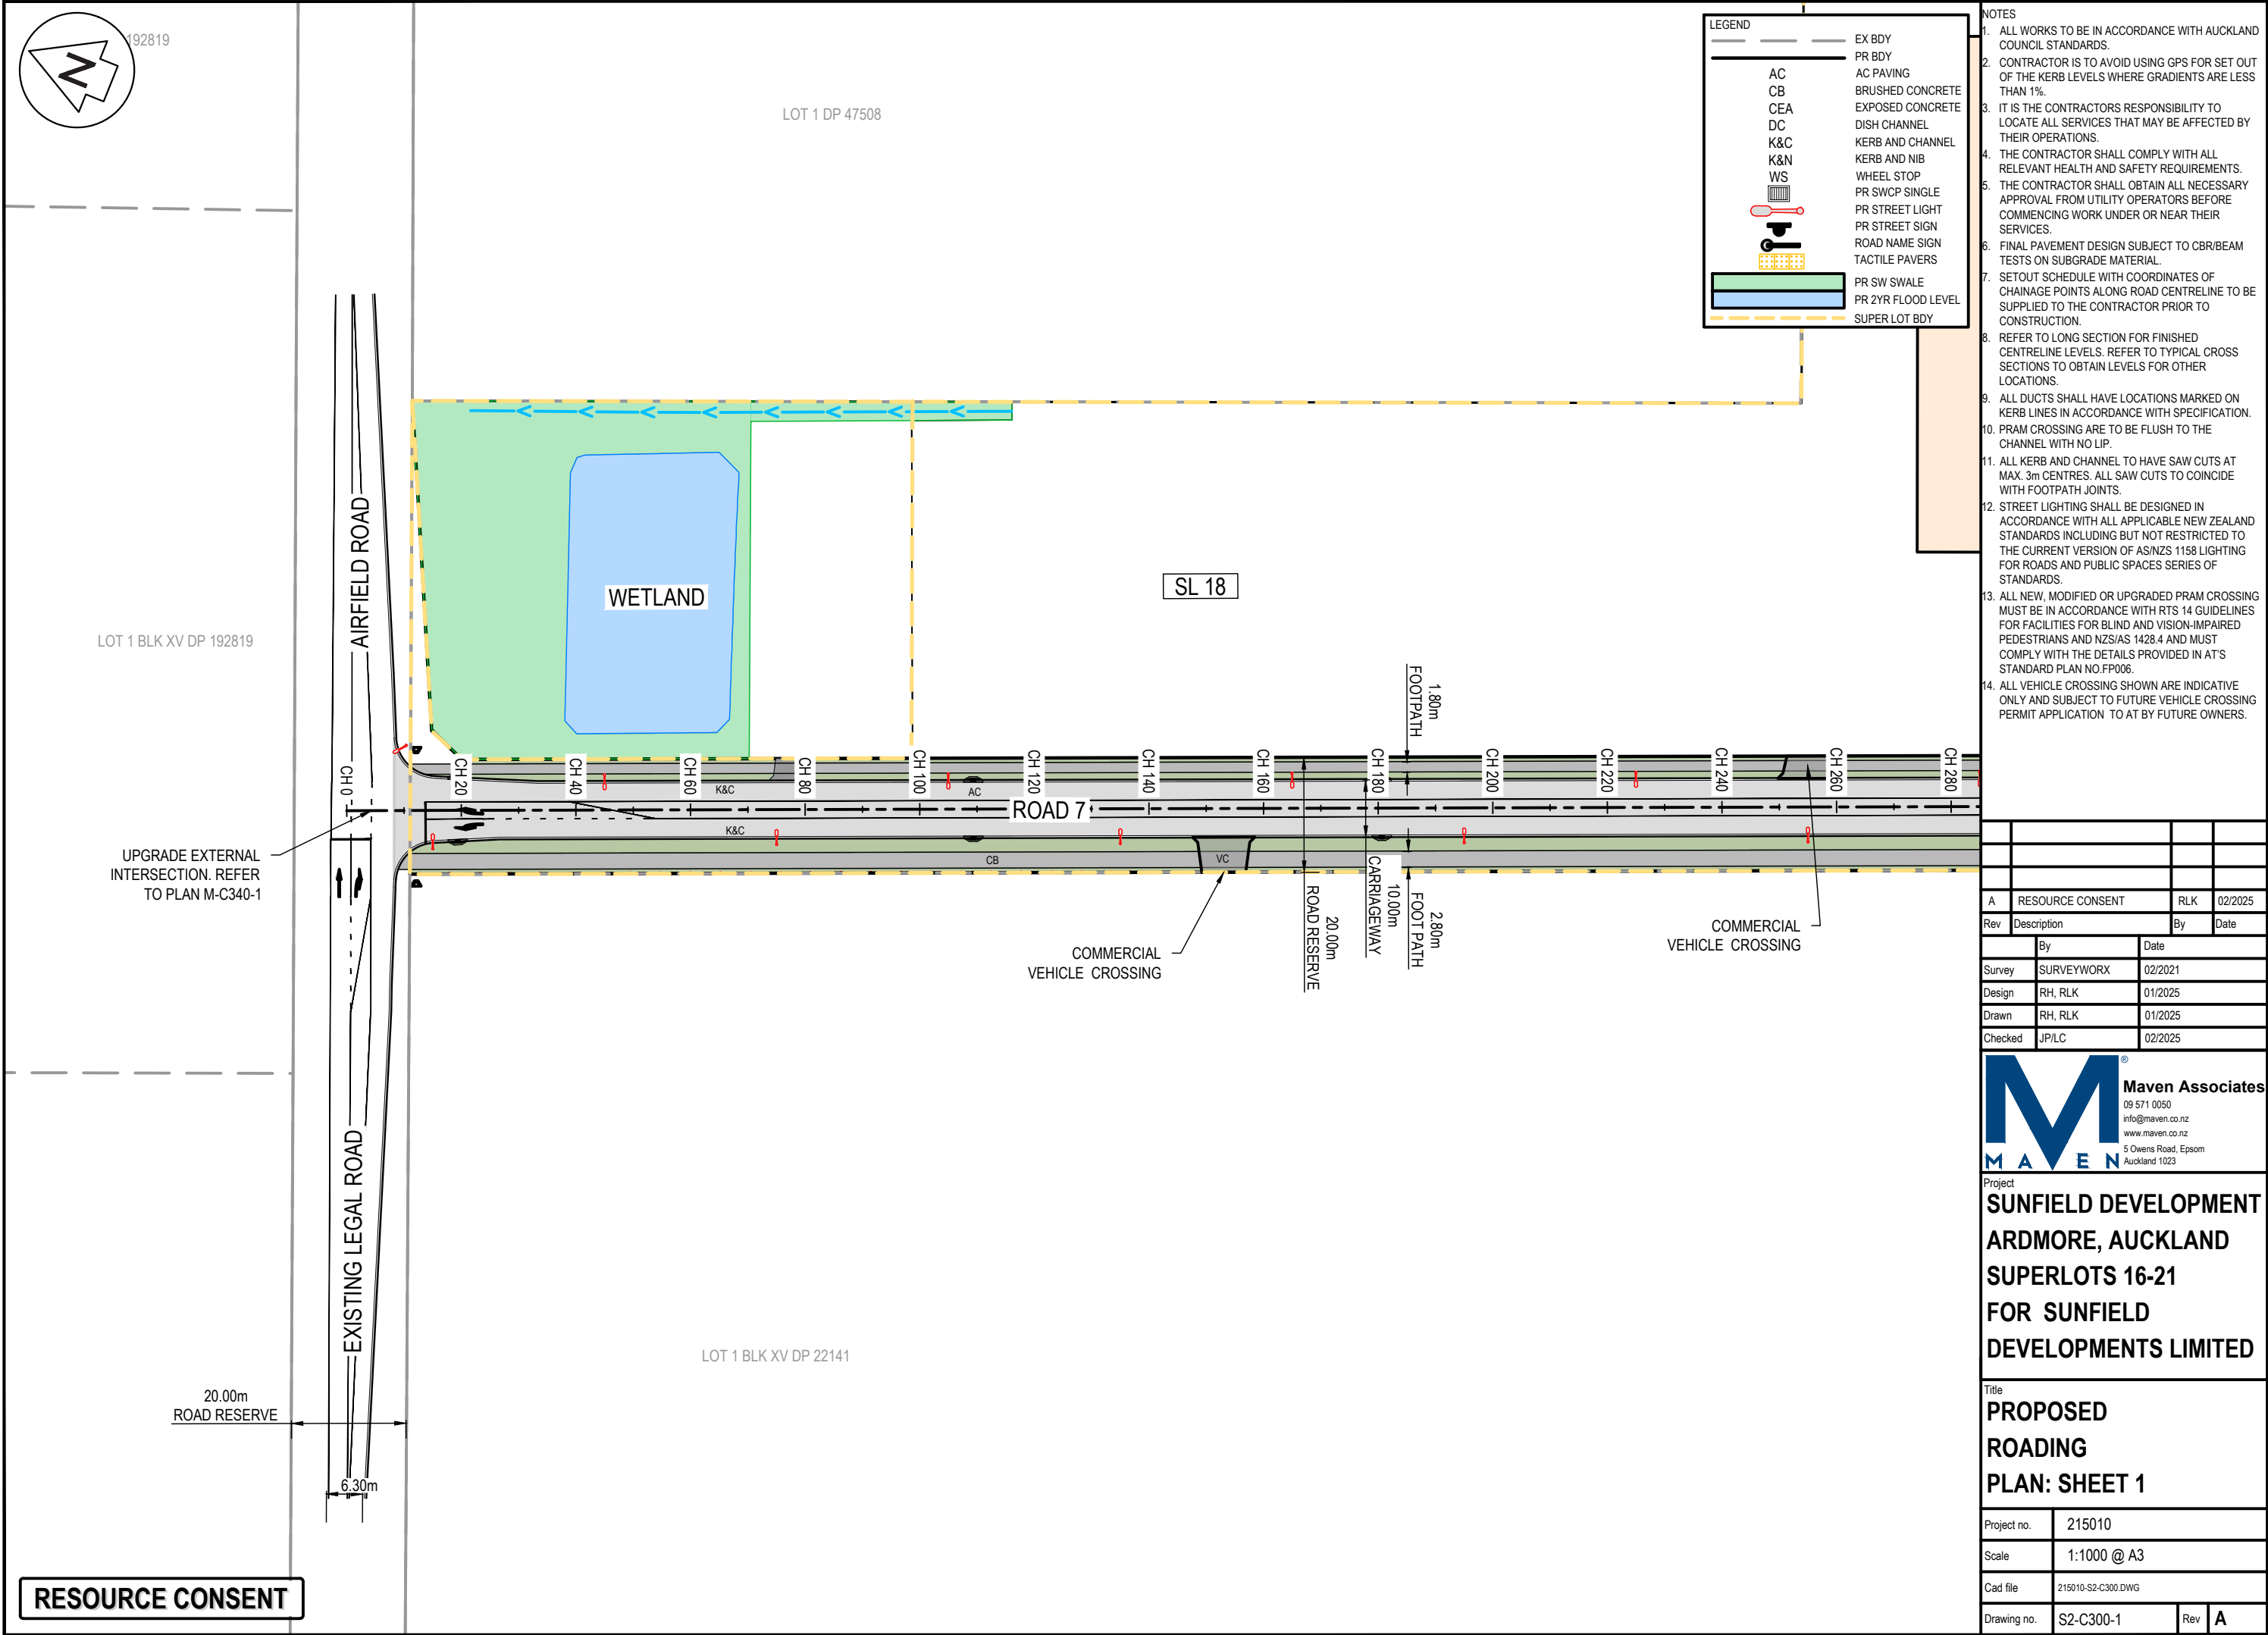 N
192819
LOT 1 DP 47508
LOT 1 BLK XV DP 192819
AIRFIELD ROAD
EXISTING LEGAL ROAD
WETLAND
SL 18
1.80m
FOOTPATH
CH 0
CH 20
CH 40
CH 60
CH 80
CH 100
CH 120
CH 140
CH 160
CH 180
CH 200
CH 220
CH 240
CH 260
CH 280
K&C
AC
ROAD 7
K&C
CB
VC
UPGRADE EXTERNAL
INTERSECTION. REFER
TO PLAN M-C340-1
COMMERCIAL
VEHICLE CROSSING
20.00m
ROAD RESERVE
10.00m
CARRIAGEWAY
2.80m
FOOT PATH
COMMERCIAL
VEHICLE CROSSING
LOT 1 BLK XV DP 22141
20.00m
ROAD RESERVE
6.30m
RESOURCE CONSENT
LEGEND
EX BDY
PR BDY
AC AC PAVING
CB BRUSHED CONCRETE
CEA EXPOSED CONCRETE
DC DISH CHANNEL
K&C KERB AND CHANNEL
K&N KERB AND NIB
WS WHEEL STOP
PR SWCP SINGLE
PR STREET LIGHT
PR STREET SIGN
ROAD NAME SIGN
TACTILE PAVERS
PR SW SWALE
PR 2YR FLOOD LEVEL
SUPER LOT BDY
NOTES
1. ALL WORKS TO BE IN ACCORDANCE WITH AUCKLAND
COUNCIL STANDARDS.
2. CONTRACTOR IS TO AVOID USING GPS FOR SET OUT
OF THE KERB LEVELS WHERE GRADIENTS ARE LESS
THAN 1%.
3. IT IS THE CONTRACTORS RESPONSIBILITY TO
LOCATE ALL SERVICES THAT MAY BE AFFECTED BY
THEIR OPERATIONS.
4. THE CONTRACTOR SHALL COMPLY WITH ALL
RELEVANT HEALTH AND SAFETY REQUIREMENTS.
5. THE CONTRACTOR SHALL OBTAIN ALL NECESSARY
APPROVAL FROM UTILITY OPERATORS BEFORE
COMMENCING WORK UNDER OR NEAR THEIR
SERVICES.
6. FINAL PAVEMENT DESIGN SUBJECT TO CBR/BEAM
TESTS ON SUBGRADE MATERIAL.
7. SETOUT SCHEDULE WITH COORDINATES OF
CHAINAGE POINTS ALONG ROAD CENTRELINE TO BE
SUPPLIED TO THE CONTRACTOR PRIOR TO
CONSTRUCTION.
8. REFER TO LONG SECTION FOR FINISHED
CENTRELINE LEVELS. REFER TO TYPICAL CROSS
SECTIONS TO OBTAIN LEVELS FOR OTHER
LOCATIONS.
9. ALL DUCTS SHALL HAVE LOCATIONS MARKED ON
KERB LINES IN ACCORDANCE WITH SPECIFICATION.
10. PRAM CROSSING ARE TO BE FLUSH TO THE
CHANNEL WITH NO LIP.
11. ALL KERB AND CHANNEL TO HAVE SAW CUTS AT
MAX. 3m CENTRES. ALL SAW CUTS TO COINCIDE
WITH FOOTPATH JOINTS.
12. STREET LIGHTING SHALL BE DESIGNED IN
ACCORDANCE WITH ALL APPLICABLE NEW ZEALAND
STANDARDS INCLUDING BUT NOT RESTRICTED TO
THE CURRENT VERSION OF AS/NZS 1158 LIGHTING
FOR ROADS AND PUBLIC SPACES SERIES OF
STANDARDS.
13. ALL NEW, MODIFIED OR UPGRADED PRAM CROSSING
MUST BE IN ACCORDANCE WITH RTS 14 GUIDELINES
FOR FACILITIES FOR BLIND AND VISION-IMPAIRED
PEDESTRIANS AND NZS/AS 1428.4 AND MUST
COMPLY WITH THE DETAILS PROVIDED IN AT'S
STANDARD PLAN NO.FP006.
14. ALL VEHICLE CROSSING SHOWN ARE INDICATIVE
ONLY AND SUBJECT TO FUTURE VEHICLE CROSSING
PERMIT APPLICATION TO AT BY FUTURE OWNERS.
A RESOURCE CONSENT RLK 02/2025
Rev Description By Date
By Date
Survey SURVEYWORX 02/2021
Design RH, RLK 01/2025
Drawn RH, RLK 01/2025
Checked JP/LC 02/2025
®
MAVEN
Maven Associates
09 571 0050
info@maven.co.nz
www.maven.co.nz
5 Owens Road, Epsom
Auckland 1023
Project
SUNFIELD DEVELOPMENT
ARDMORE, AUCKLAND
SUPERLOTS 16-21
FOR SUNFIELD
DEVELOPMENTS LIMITED
Title
PROPOSED
ROADING
PLAN: SHEET 1
Project no. 215010
Scale 1:1000 @ A3
Cad file 215010-S2-C300.DWG
Drawing no. S2-C300-1 Rev A